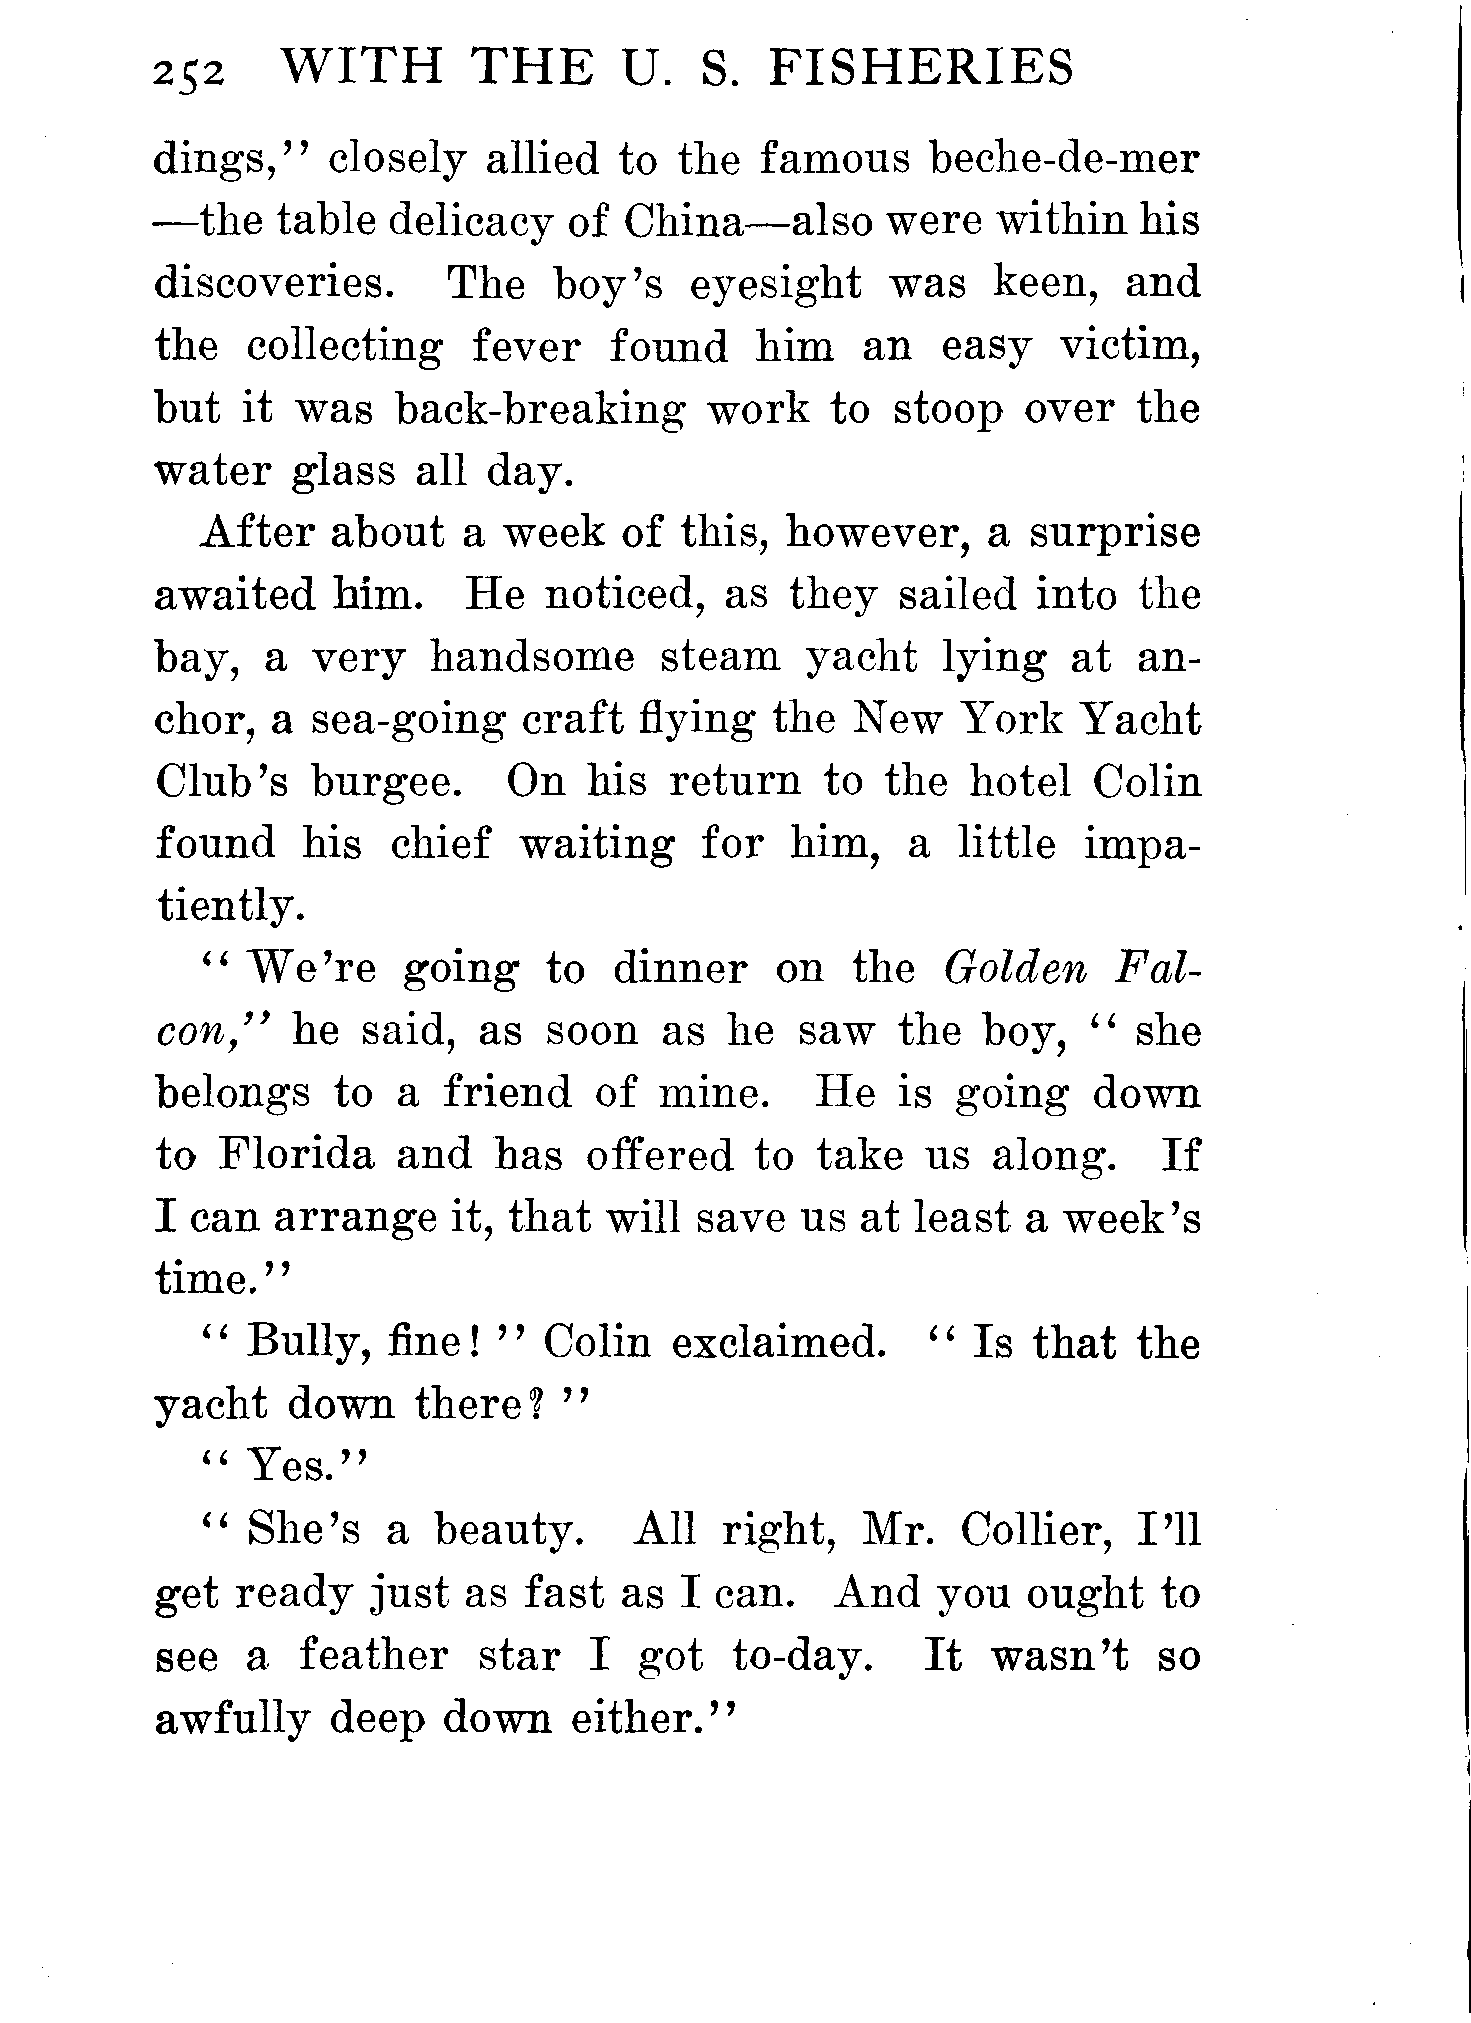 252 WITH THE U. S. FISHERIES
dings,'' closely allied to the famous beche-de-mer
—the table delicacy of China—also were within his
discoveries. The boy's eyesight was keen, and
the collecting fever found him an easy victim,
but it was back-breaking work to stoop over the
water glass all day.
After about a week of this, however, a surprise
awaited him. He noticed, as they sailed into the
bay, a very handsome steam yacht lying at an-
chor, a sea-going craft flying the New York Yacht
Club's burgee. On his return to the hotel Colin
found his chief waiting for him, a little impa-
tiently.
‘‘ We're going to dinner on the Golden Fal-
con,'' he said, as soon as he saw the boy, ‘‘ she
belongs to a friend of mine. He is going down
to Florida and has offered to take us along. If
I can arrange it, that will save us at least a week's
time.''
‘‘ Bully, fine! '' Colin exclaimed. ‘‘ Is that the
yacht down there? ''
‘‘ Yes.''
‘‘ She's a beauty. All right, Mr. Collier, I'll
get ready just as fast as I can. And you ought to
see a feather star I got to-day. It wasn't so
awfully deep down either.''